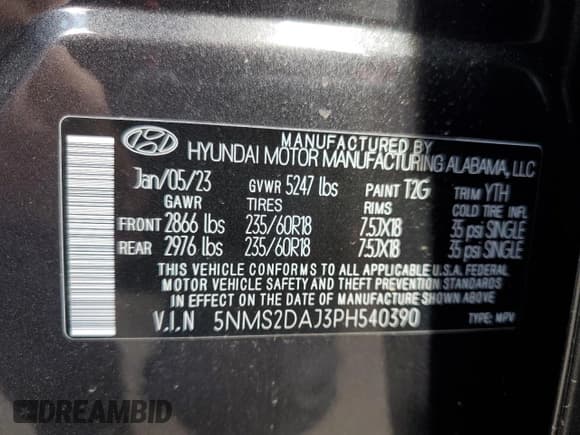 MANUFACTURED BY
HYUNDAI MOTOR MANUFACTURING ALABAMA, LLC
Jan/05/23 GVWR 5247 lbs PAINT T2G TRIM YTH
GAWR TIRES RIMS COLD TIRE INFL
FRONT 2866 lbs 235/60R18 7.5JX18 35 psi SINGLE
REAR 2976 lbs 235/60R18 7.5JX18 35 psi SINGLE
THIS VEHICLE CONFORMS TO ALL APPLICABLE U.S.A. FEDERAL
MOTOR VEHICLE SAFETY AND THEFT PREVENTION STANDARDS
IN EFFECT ON THE DATE OF MANUFACTURE SHOWN ABOVE.
V.I.N 5NMS2DAJ3PH540390 TYPE: MPV
DREAMBID